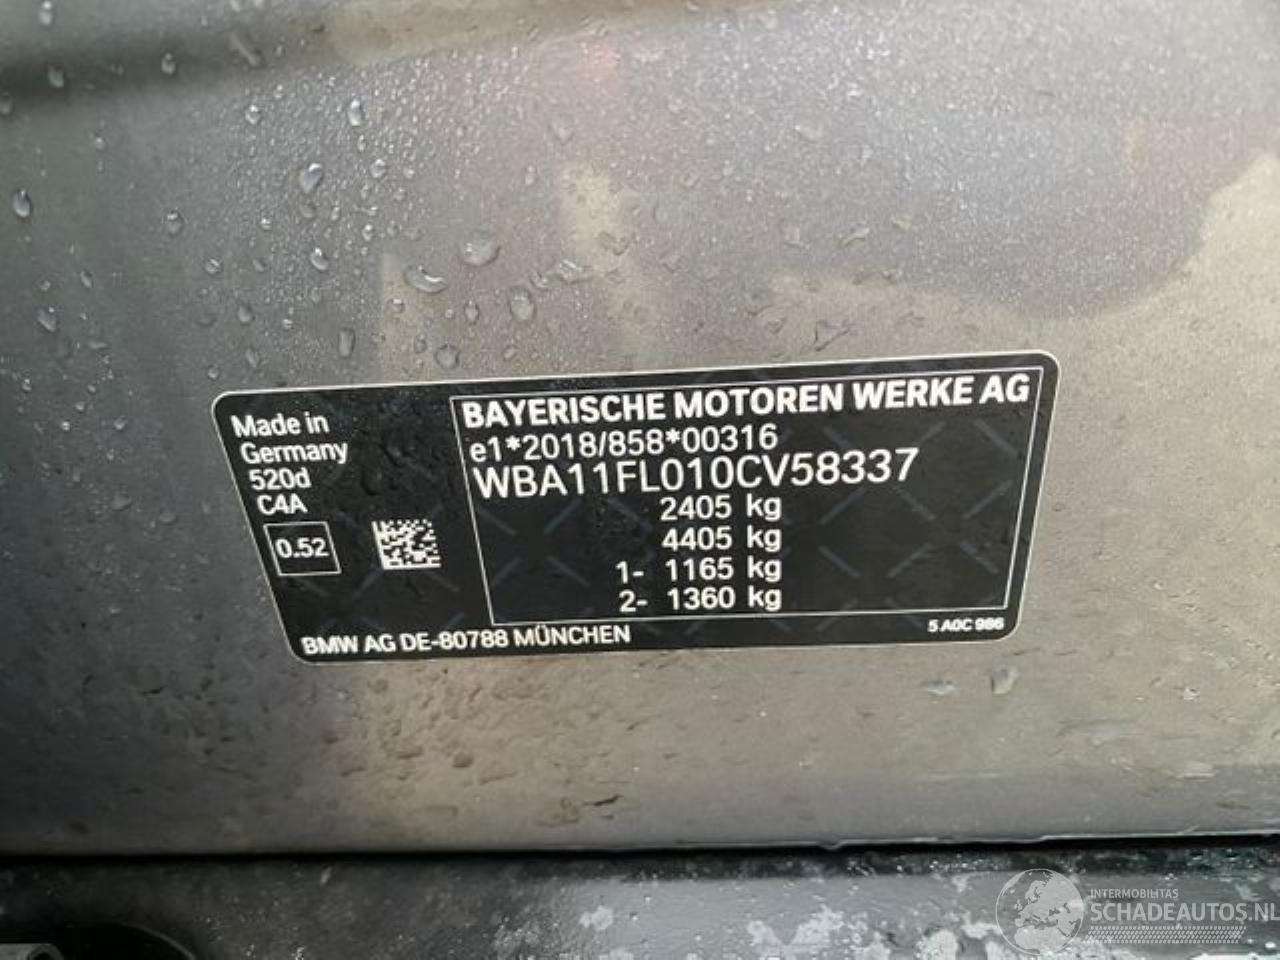 Made in
Germany
520d
C4A
0.52
BAYERISCHE MOTOREN WERKE AG
e1*2018/858*00316
WBA11FL010CV58337
2405 kg
4405 kg
1- 1165 kg
2- 1360 kg
BMW AG DE-80788 MÜNCHEN
5 A0C 986
INTERMOBILITAS
SCHADEAUTOS.NL